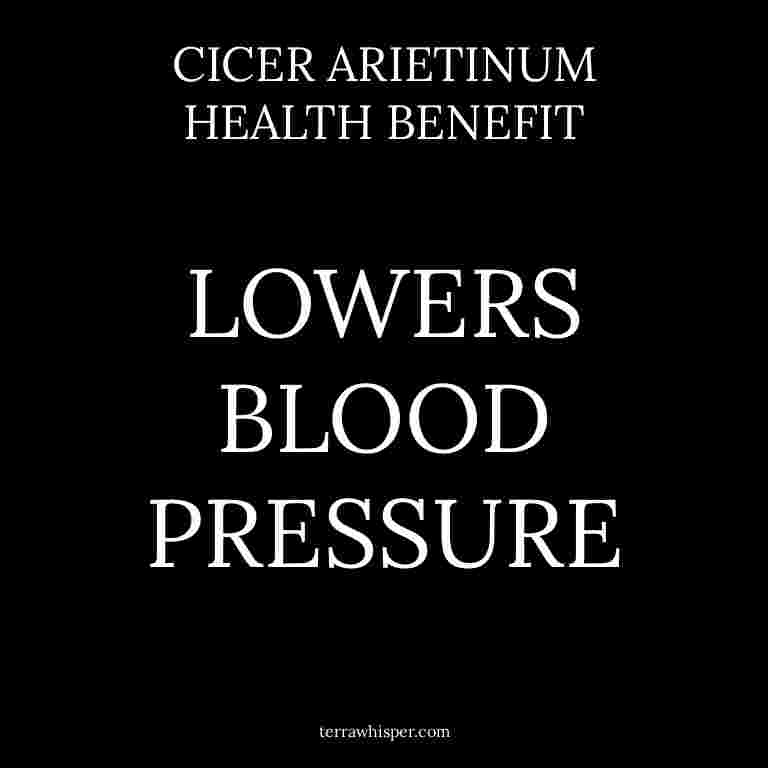 CICER ARIETINUM
HEALTH BENEFIT
LOWERS
BLOOD
PRESSURE
terrawhisper.com